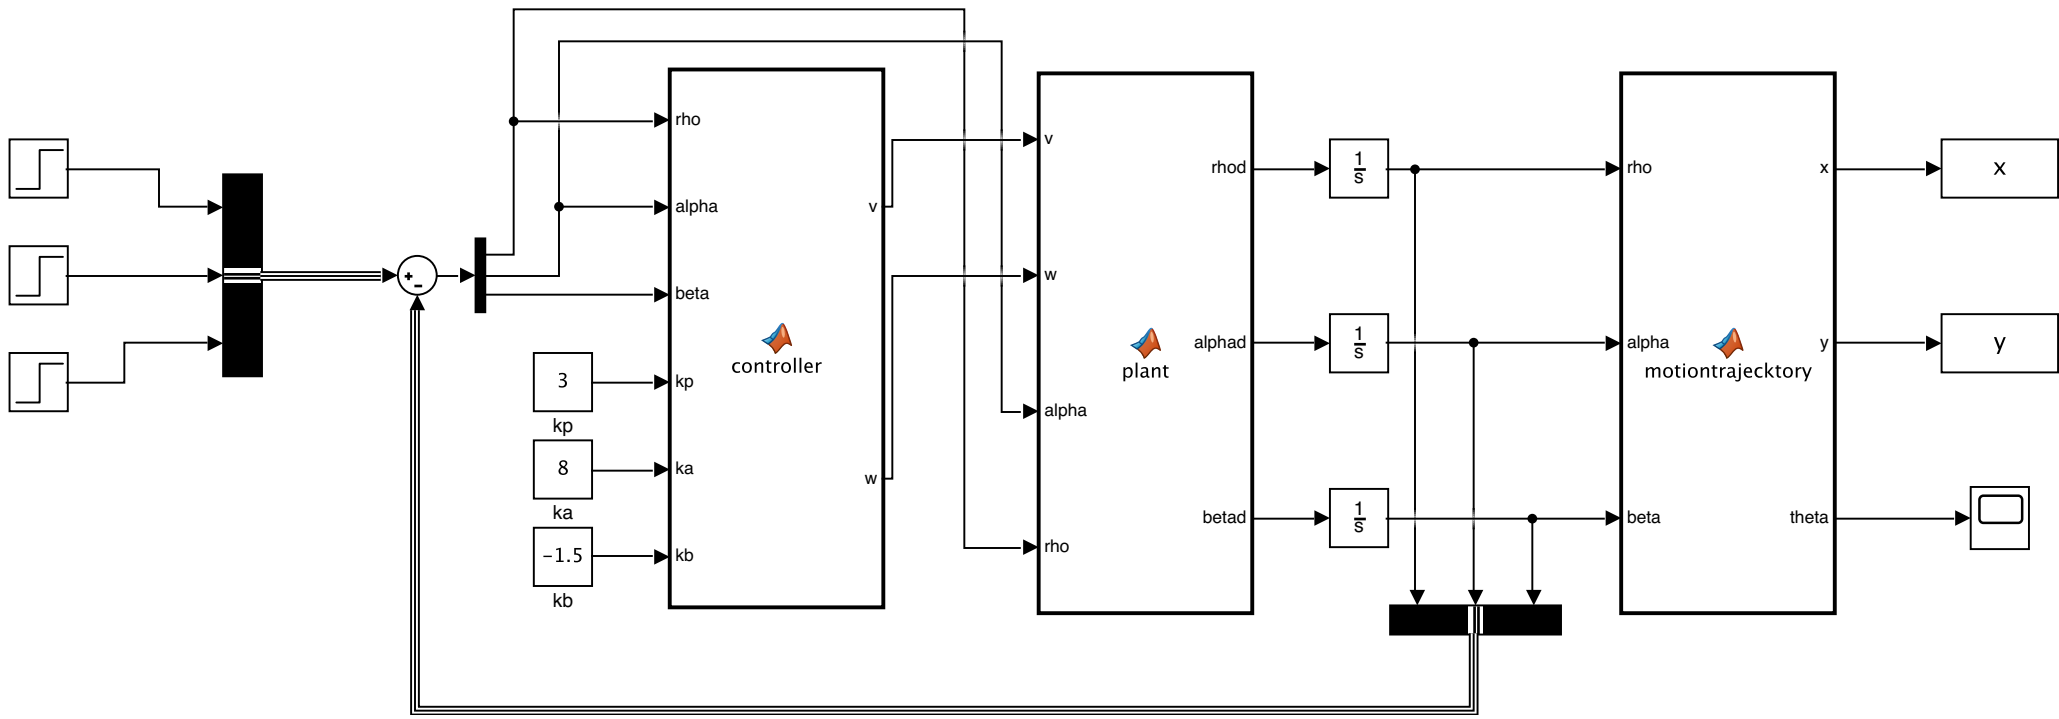 +
-
rho
alpha
beta
kp
ka
kb
v
w
controller
3
kp
8
ka
-1.5
kb
v
w
alpha
rho
rhod
alphad
betad
plant
1
s
1
s
1
s
rho
alpha
beta
x
y
theta
motiontrajecktory
x
y